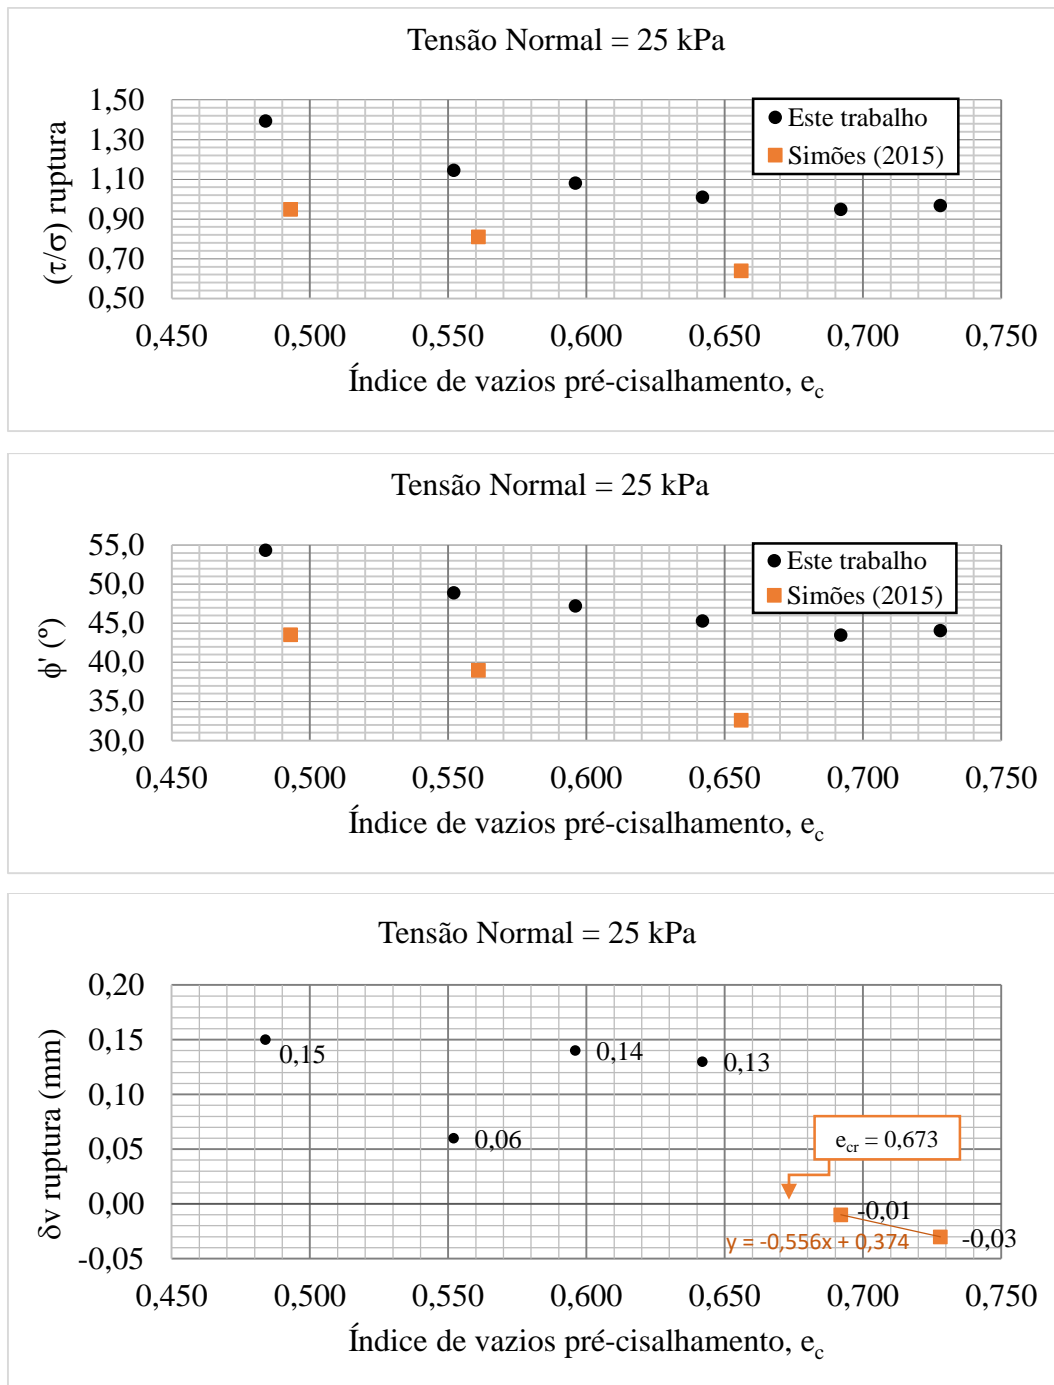 Tensão Normal = 25 kPa
1,50
1,30
1,10
0,90
0,70
0,50
(τ/σ) ruptura
Este trabalho
Simões (2015)
0,450 0,500 0,550 0,600 0,650 0,700 0,750
Índice de vazios pré-cisalhamento, e_c
Tensão Normal = 25 kPa
55,0
50,0
45,0
40,0
35,0
30,0
ϕ' (º)
Este trabalho
Simões (2015)
0,450 0,500 0,550 0,600 0,650 0,700 0,750
Índice de vazios pré-cisalhamento, e_c
Tensão Normal = 25 kPa
0,20
0,15
0,10
0,05
0,00
-0,05
δv ruptura (mm)
0,15
0,06
0,14
0,13
e_cr = 0,673
-0,01
-0,03
y = -0,556x + 0,374
0,450 0,500 0,550 0,600 0,650 0,700 0,750
Índice de vazios pré-cisalhamento, e_c